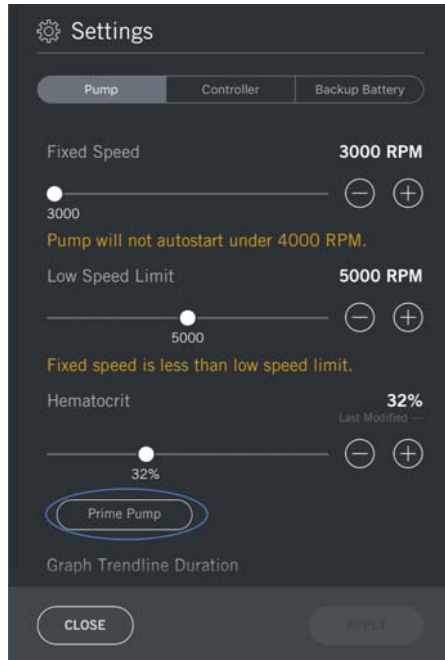 Settings
Pump Controller Backup Battery
Fixed Speed 3000 RPM
3000
Pump will not autostart under 4000 RPM.
Low Speed Limit 5000 RPM
5000
Fixed speed is less than low speed limit.
Hematocrit 32%
Last Modified —
32%
Prime Pump
Graph Trendline Duration
CLOSE APPLY